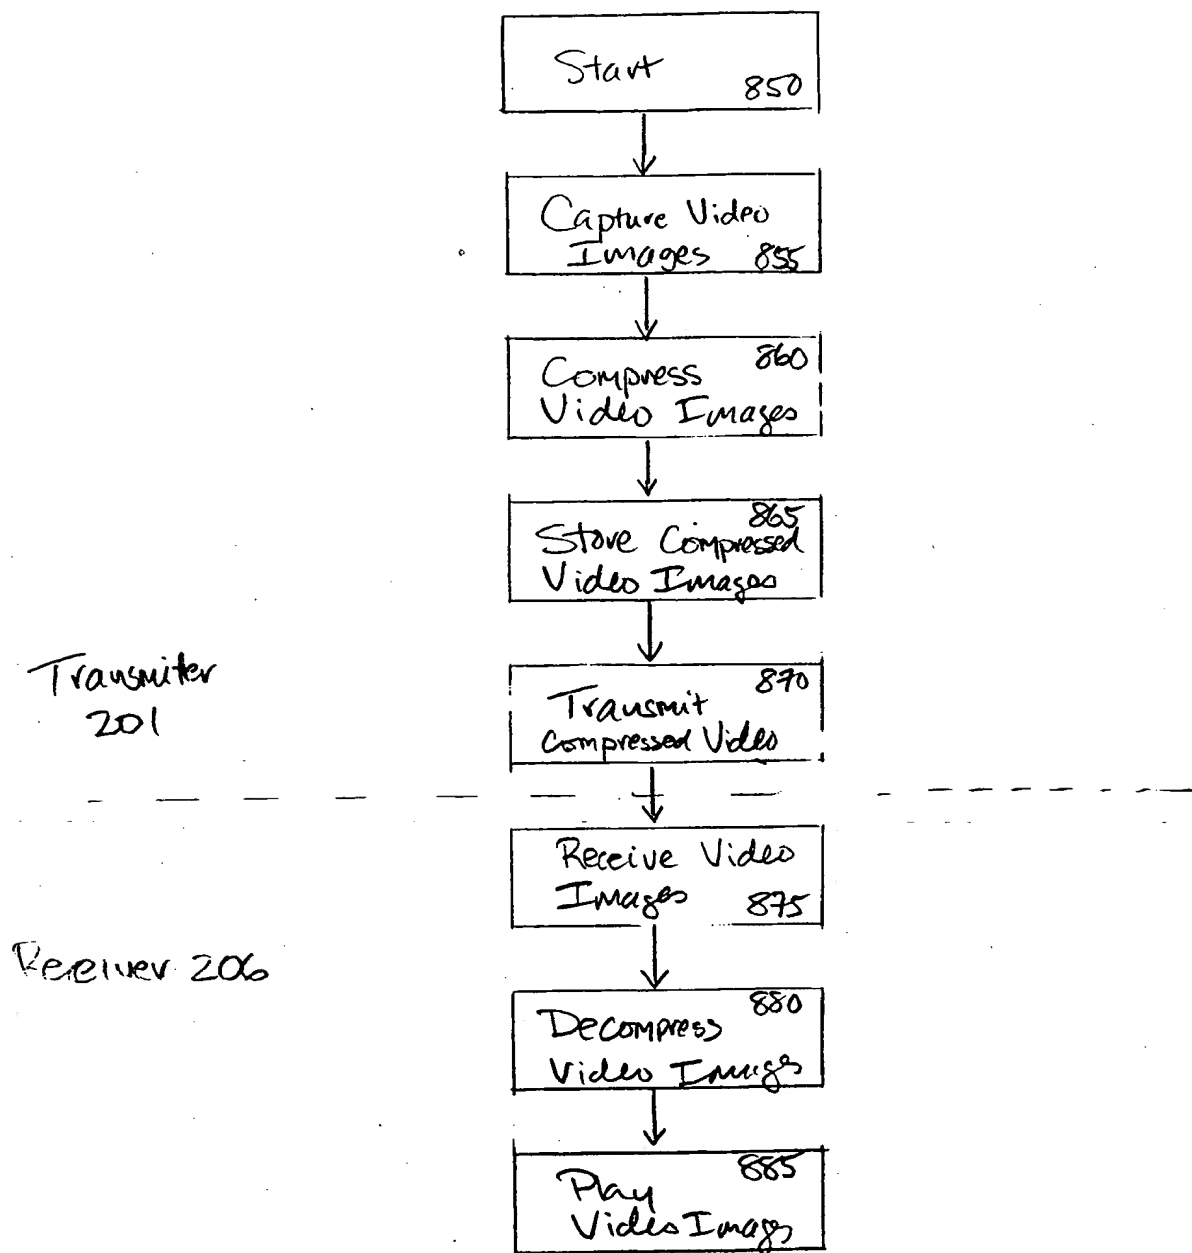 Start
850
Capture Video
Images 855
860
Compress
Video Images
865
Store Compressed
Video Images
Transmiter
201
870
Transmit
Compressed Video
Receive Video
Images 875
Receiver 206
880
Decompress
Video Images
885
Play
Video Images